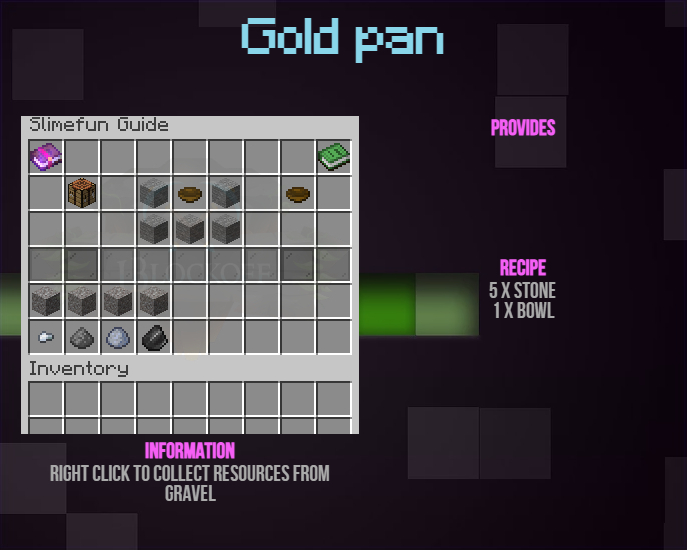 Gold pan
Slimefun Guide
PROVIDES
BLOCKOFF
RECIPE
5 X STONE
1 X BOWL
Inventory
INFORMATION
RIGHT CLICK TO COLLECT RESOURCES FROM
GRAVEL